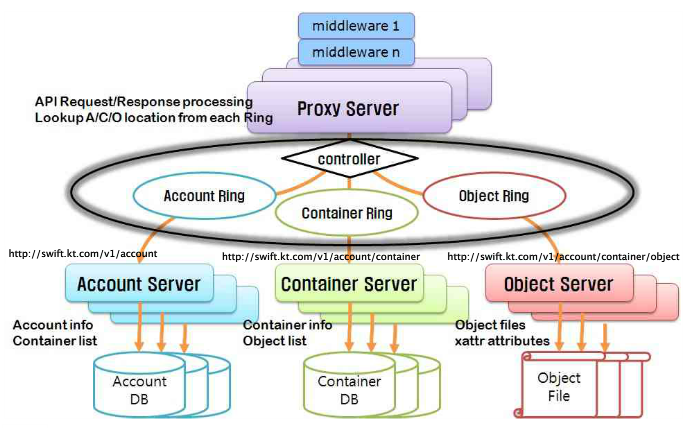 middleware 1
middleware n
API Request/Response processing
Lookup A/C/O location from each Ring
Proxy Server
controller
Account Ring
Container Ring
Object Ring
http://swift.kt.com/v1/account
http://swift.kt.com/v1/account/container
http://swift.kt.com/v1/account/container/object
Account Server
Container Server
Object Server
Account info
Container list
Container info
Object list
Object files
xattr attributes
Account
DB
Container
DB
Object
File